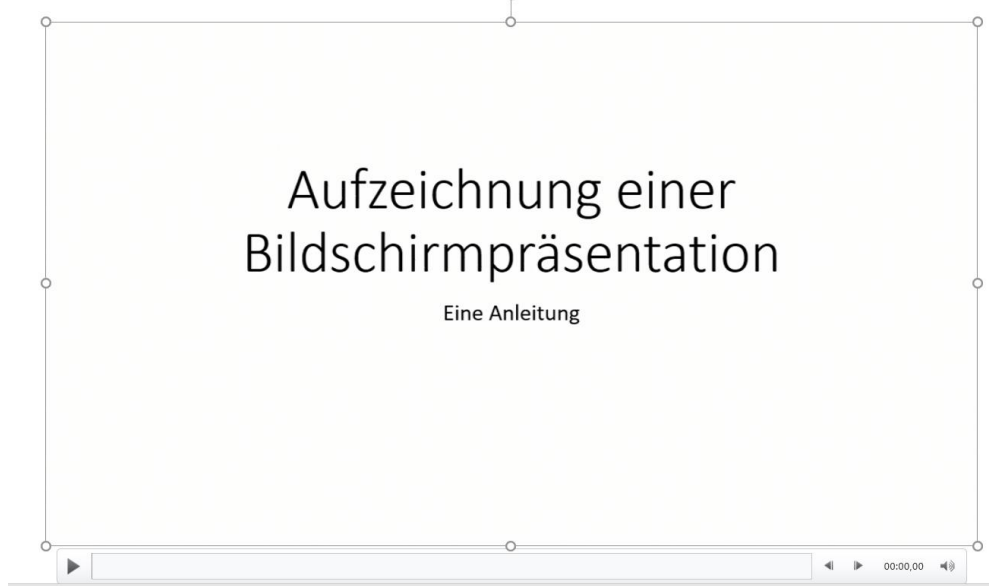 Aufzeichnung einer
Bildschirmpräsentation
Eine Anleitung
00:00,00